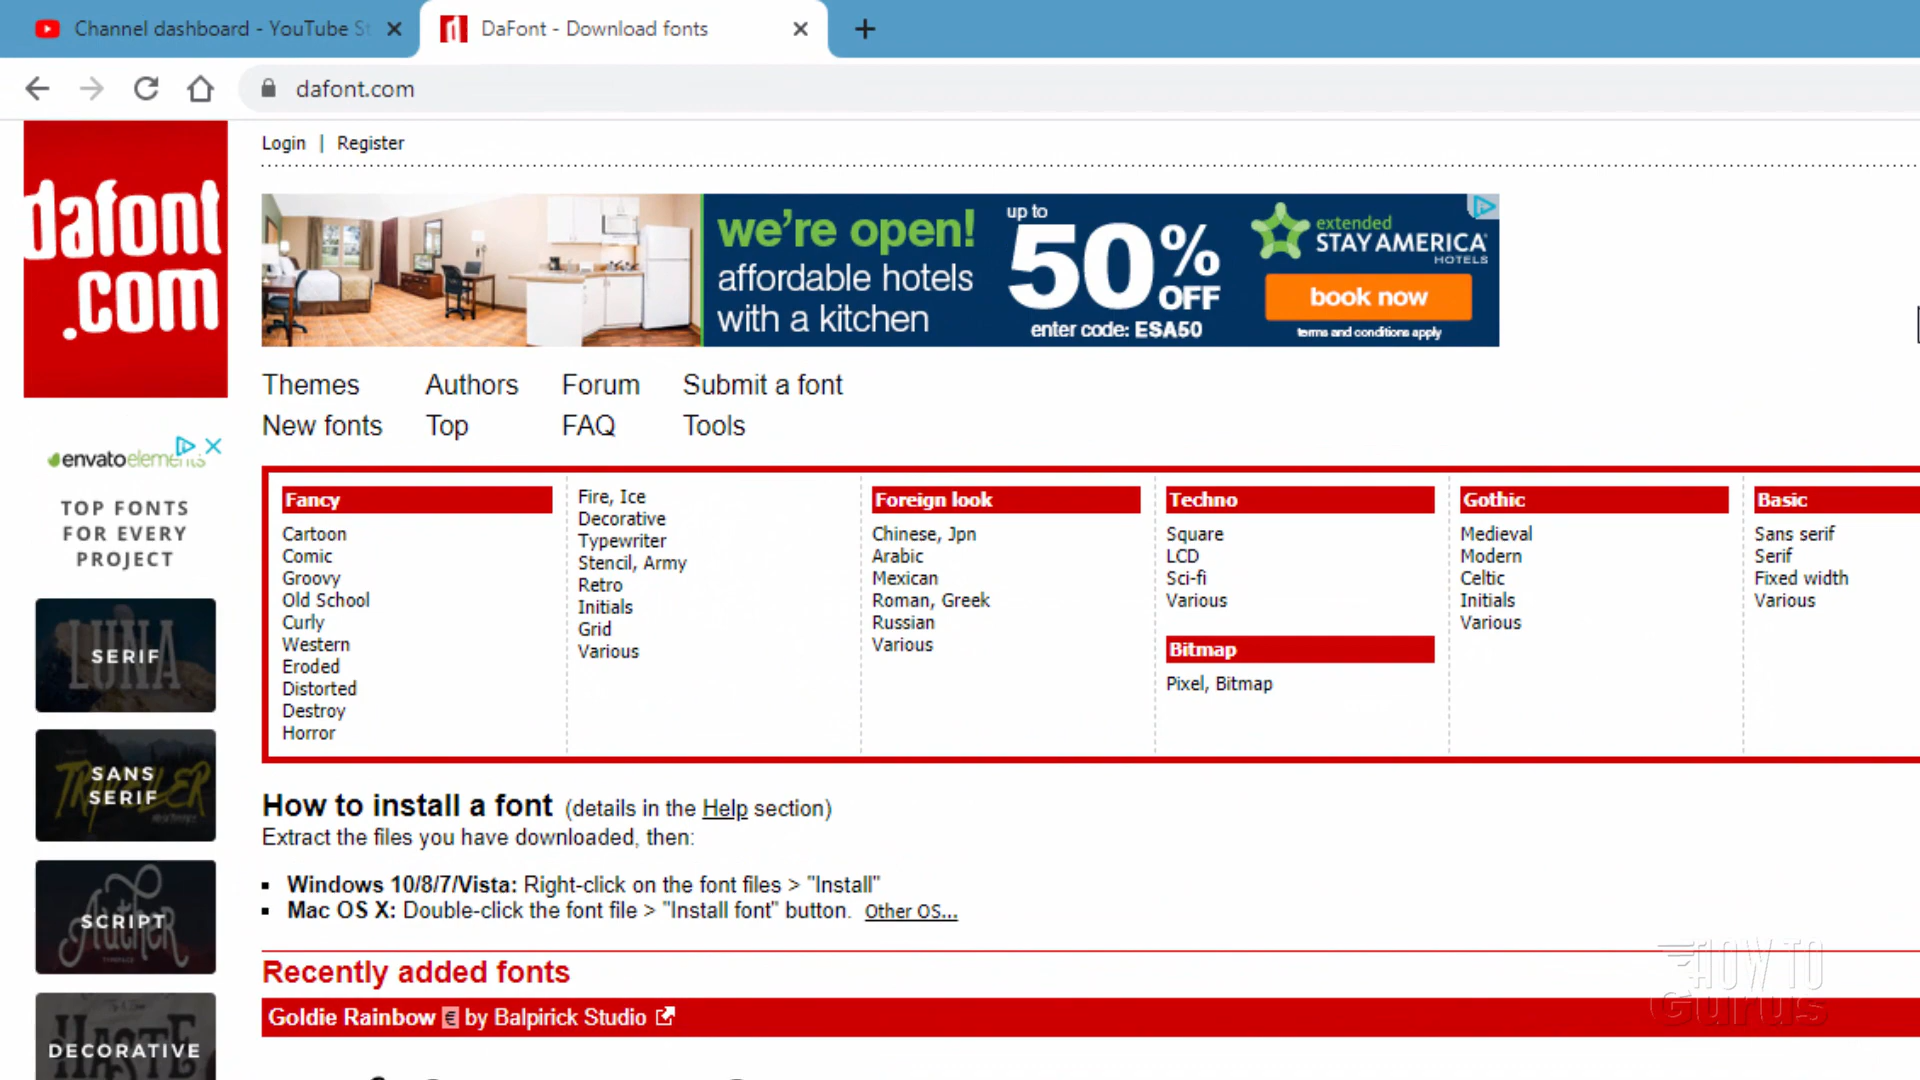 Channel dashboard - YouTube St
DaFont - Download fonts
dafont.com
dafont
.com
Login | Register
we're open!
affordable hotels
with a kitchen
up to
50% OFF
enter code: ESA50
extended
STAY AMERICA
HOTELS
book now
terms and conditions apply
Themes Authors Forum Submit a font
New fonts Top FAQ Tools
envatoelements
TOP FONTS
FOR EVERY
PROJECT
LUNA
SERIF
TRAVELLER
SANS
SERIF
Author
SCRIPT
TYPEFACE
HASTE
DECORATIVE
Fancy
Cartoon
Comic
Groovy
Old School
Curly
Western
Eroded
Distorted
Destroy
Horror
Fire, Ice
Decorative
Typewriter
Stencil, Army
Retro
Initials
Grid
Various
Foreign look
Chinese, Jpn
Arabic
Mexican
Roman, Greek
Russian
Various
Techno
Square
LCD
Sci-fi
Various
Bitmap
Pixel, Bitmap
Gothic
Medieval
Modern
Celtic
Initials
Various
Basic
Sans serif
Serif
Fixed width
Various
How to install a font (details in the Help section)
Extract the files you have downloaded, then:
▪ Windows 10/8/7/Vista: Right-click on the font files > "Install"
▪ Mac OS X: Double-click the font file > "Install font" button. Other OS...
Recently added fonts
Goldie Rainbow € by Balpirick Studio
HOW TO
Gurus